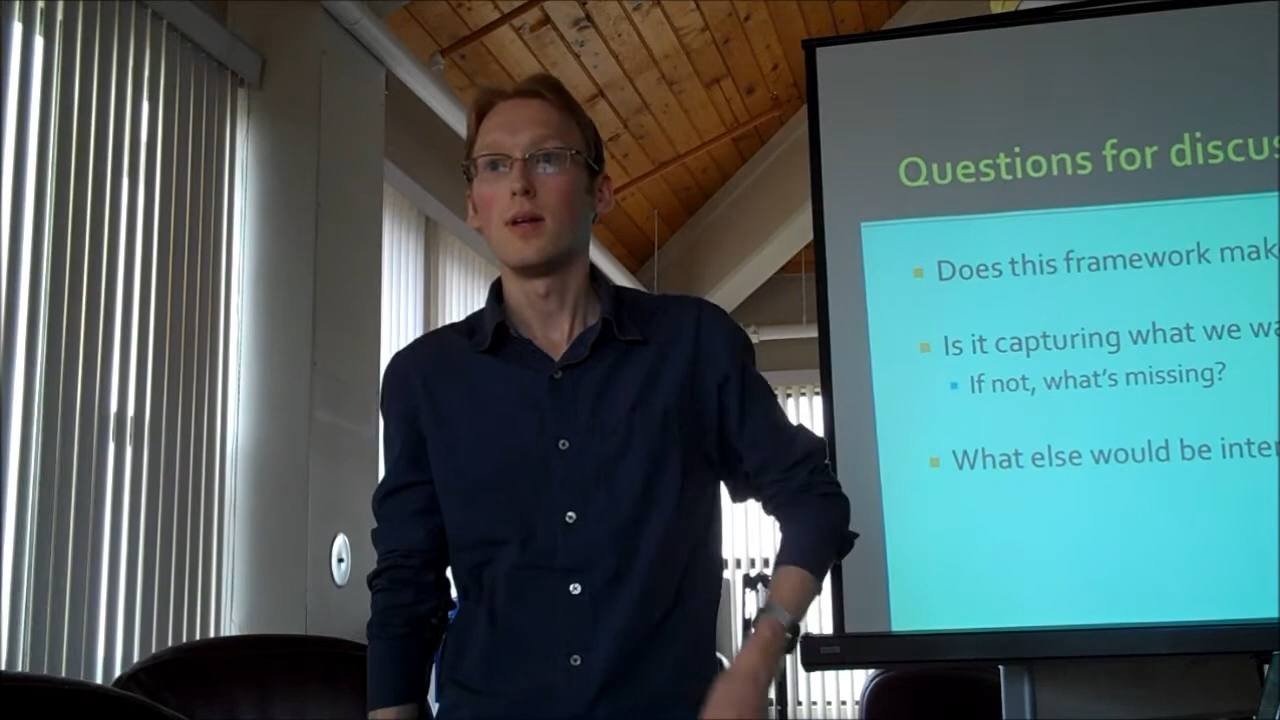 Questions for discus
Does this framework mak
Is it capturing what we wa
If not, what's missing?
What else would be inter